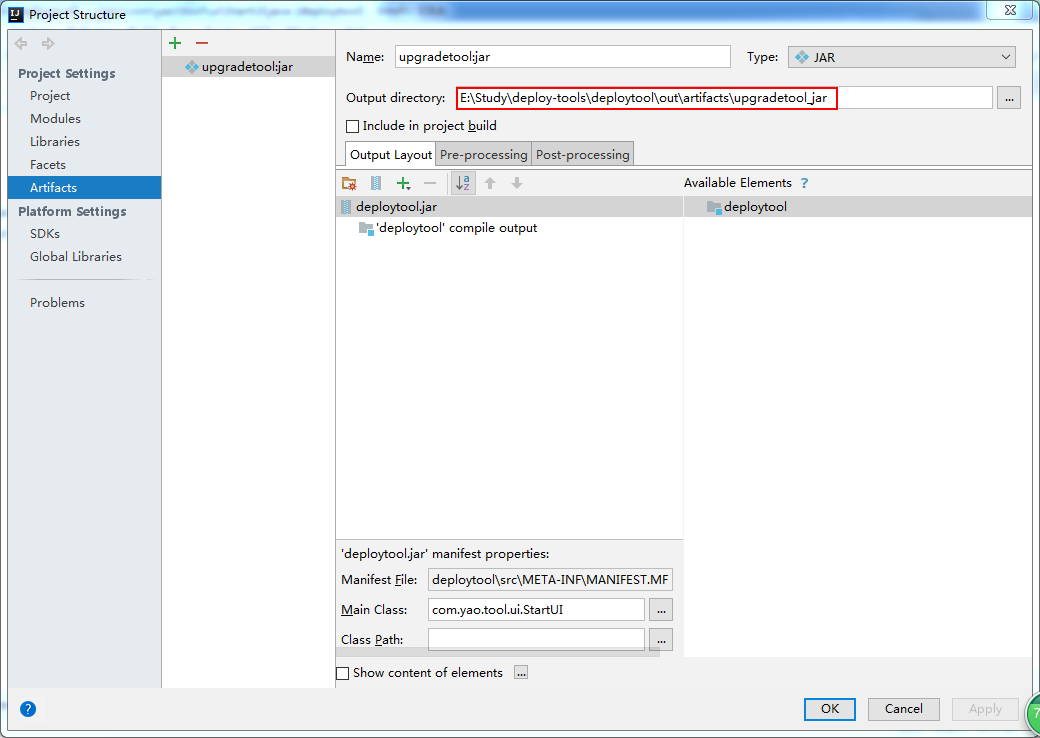 Project Structure
Project Settings
Project
Modules
Libraries
Facets
Artifacts
Platform Settings
SDKs
Global Libraries
Problems
upgradetool:jar
Name: upgradetool:jar Type: JAR
Output directory: E:\Study\deploy-tools\deploytool\out\artifacts\upgradetool_jar ...
Include in project build
Output Layout Pre-processing Post-processing
Available Elements ?
deploytool.jar
'deploytool' compile output
deploytool
'deploytool.jar' manifest properties:
Manifest File: deploytool\src\META-INF\MANIFEST.MF
Main Class: com.yao.tool.ui.StartUI ...
Class Path: ...
Show content of elements ...
? OK Cancel Apply
7